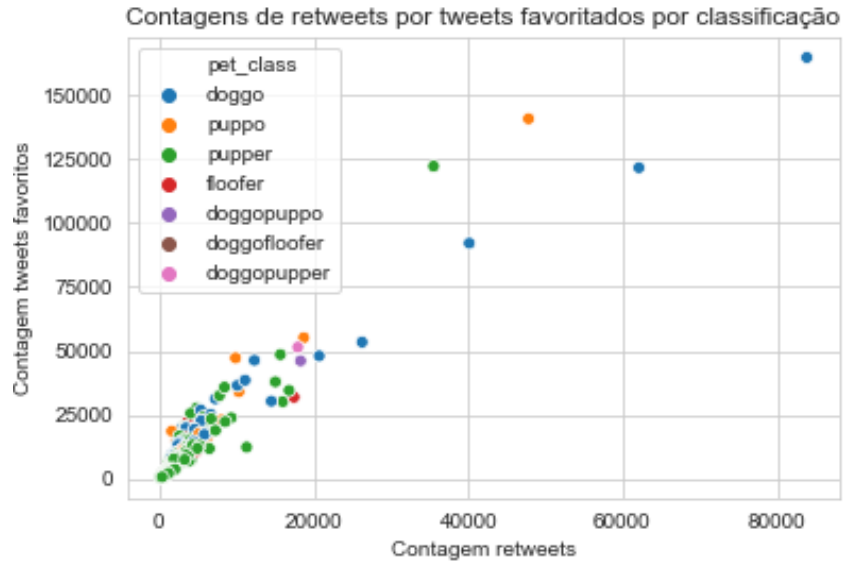 Contagens de retweets por tweets favoritados por classificação
pet_class
doggo
puppo
pupper
floofer
doggopuppo
doggofloofer
doggopupper
Contagem tweets favoritos
150000
125000
100000
75000
50000
25000
0
0 20000 40000 60000 80000
Contagem retweets